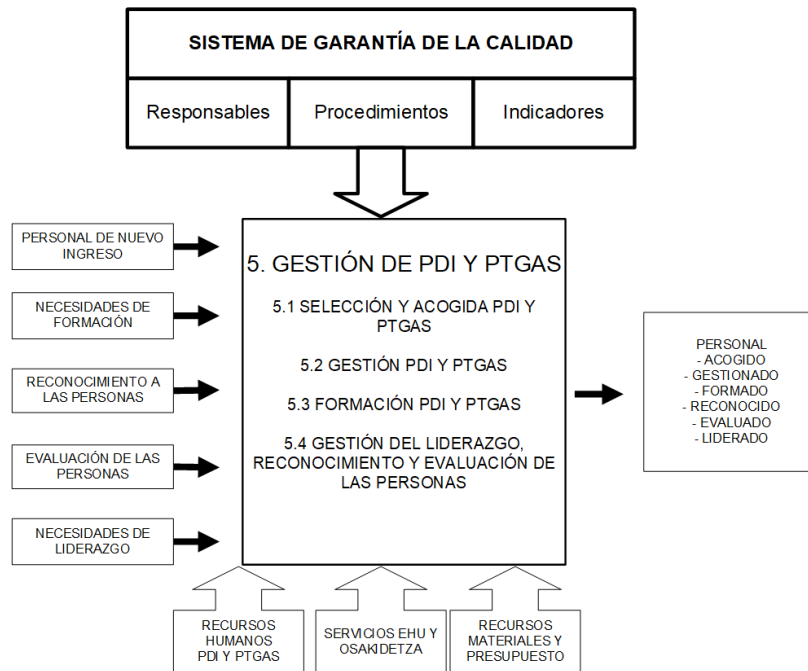 SISTEMA DE GARANTÍA DE LA CALIDAD
Responsables
Procedimientos
Indicadores
PERSONAL DE NUEVO
INGRESO
NECESIDADES DE
FORMACIÓN
RECONOCIMIENTO A
LAS PERSONAS
EVALUACIÓN DE LAS
PERSONAS
NECESIDADES DE
LIDERAZGO
5. GESTIÓN DE PDI Y PTGAS
5.1 SELECCIÓN Y ACOGIDA PDI Y
PTGAS
5.2 GESTIÓN PDI Y PTGAS
5.3 FORMACIÓN PDI Y PTGAS
5.4 GESTIÓN DEL LIDERAZGO,
RECONOCIMIENTO Y EVALUACIÓN DE
LAS PERSONAS
PERSONAL
- ACOGIDO
- GESTIONADO
- FORMADO
- RECONOCIDO
- EVALUADO
- LIDERADO
RECURSOS
HUMANOS
PDI Y PTGAS
SERVICIOS EHU Y
OSAKIDETZA
RECURSOS
MATERIALES Y
PRESUPUESTO